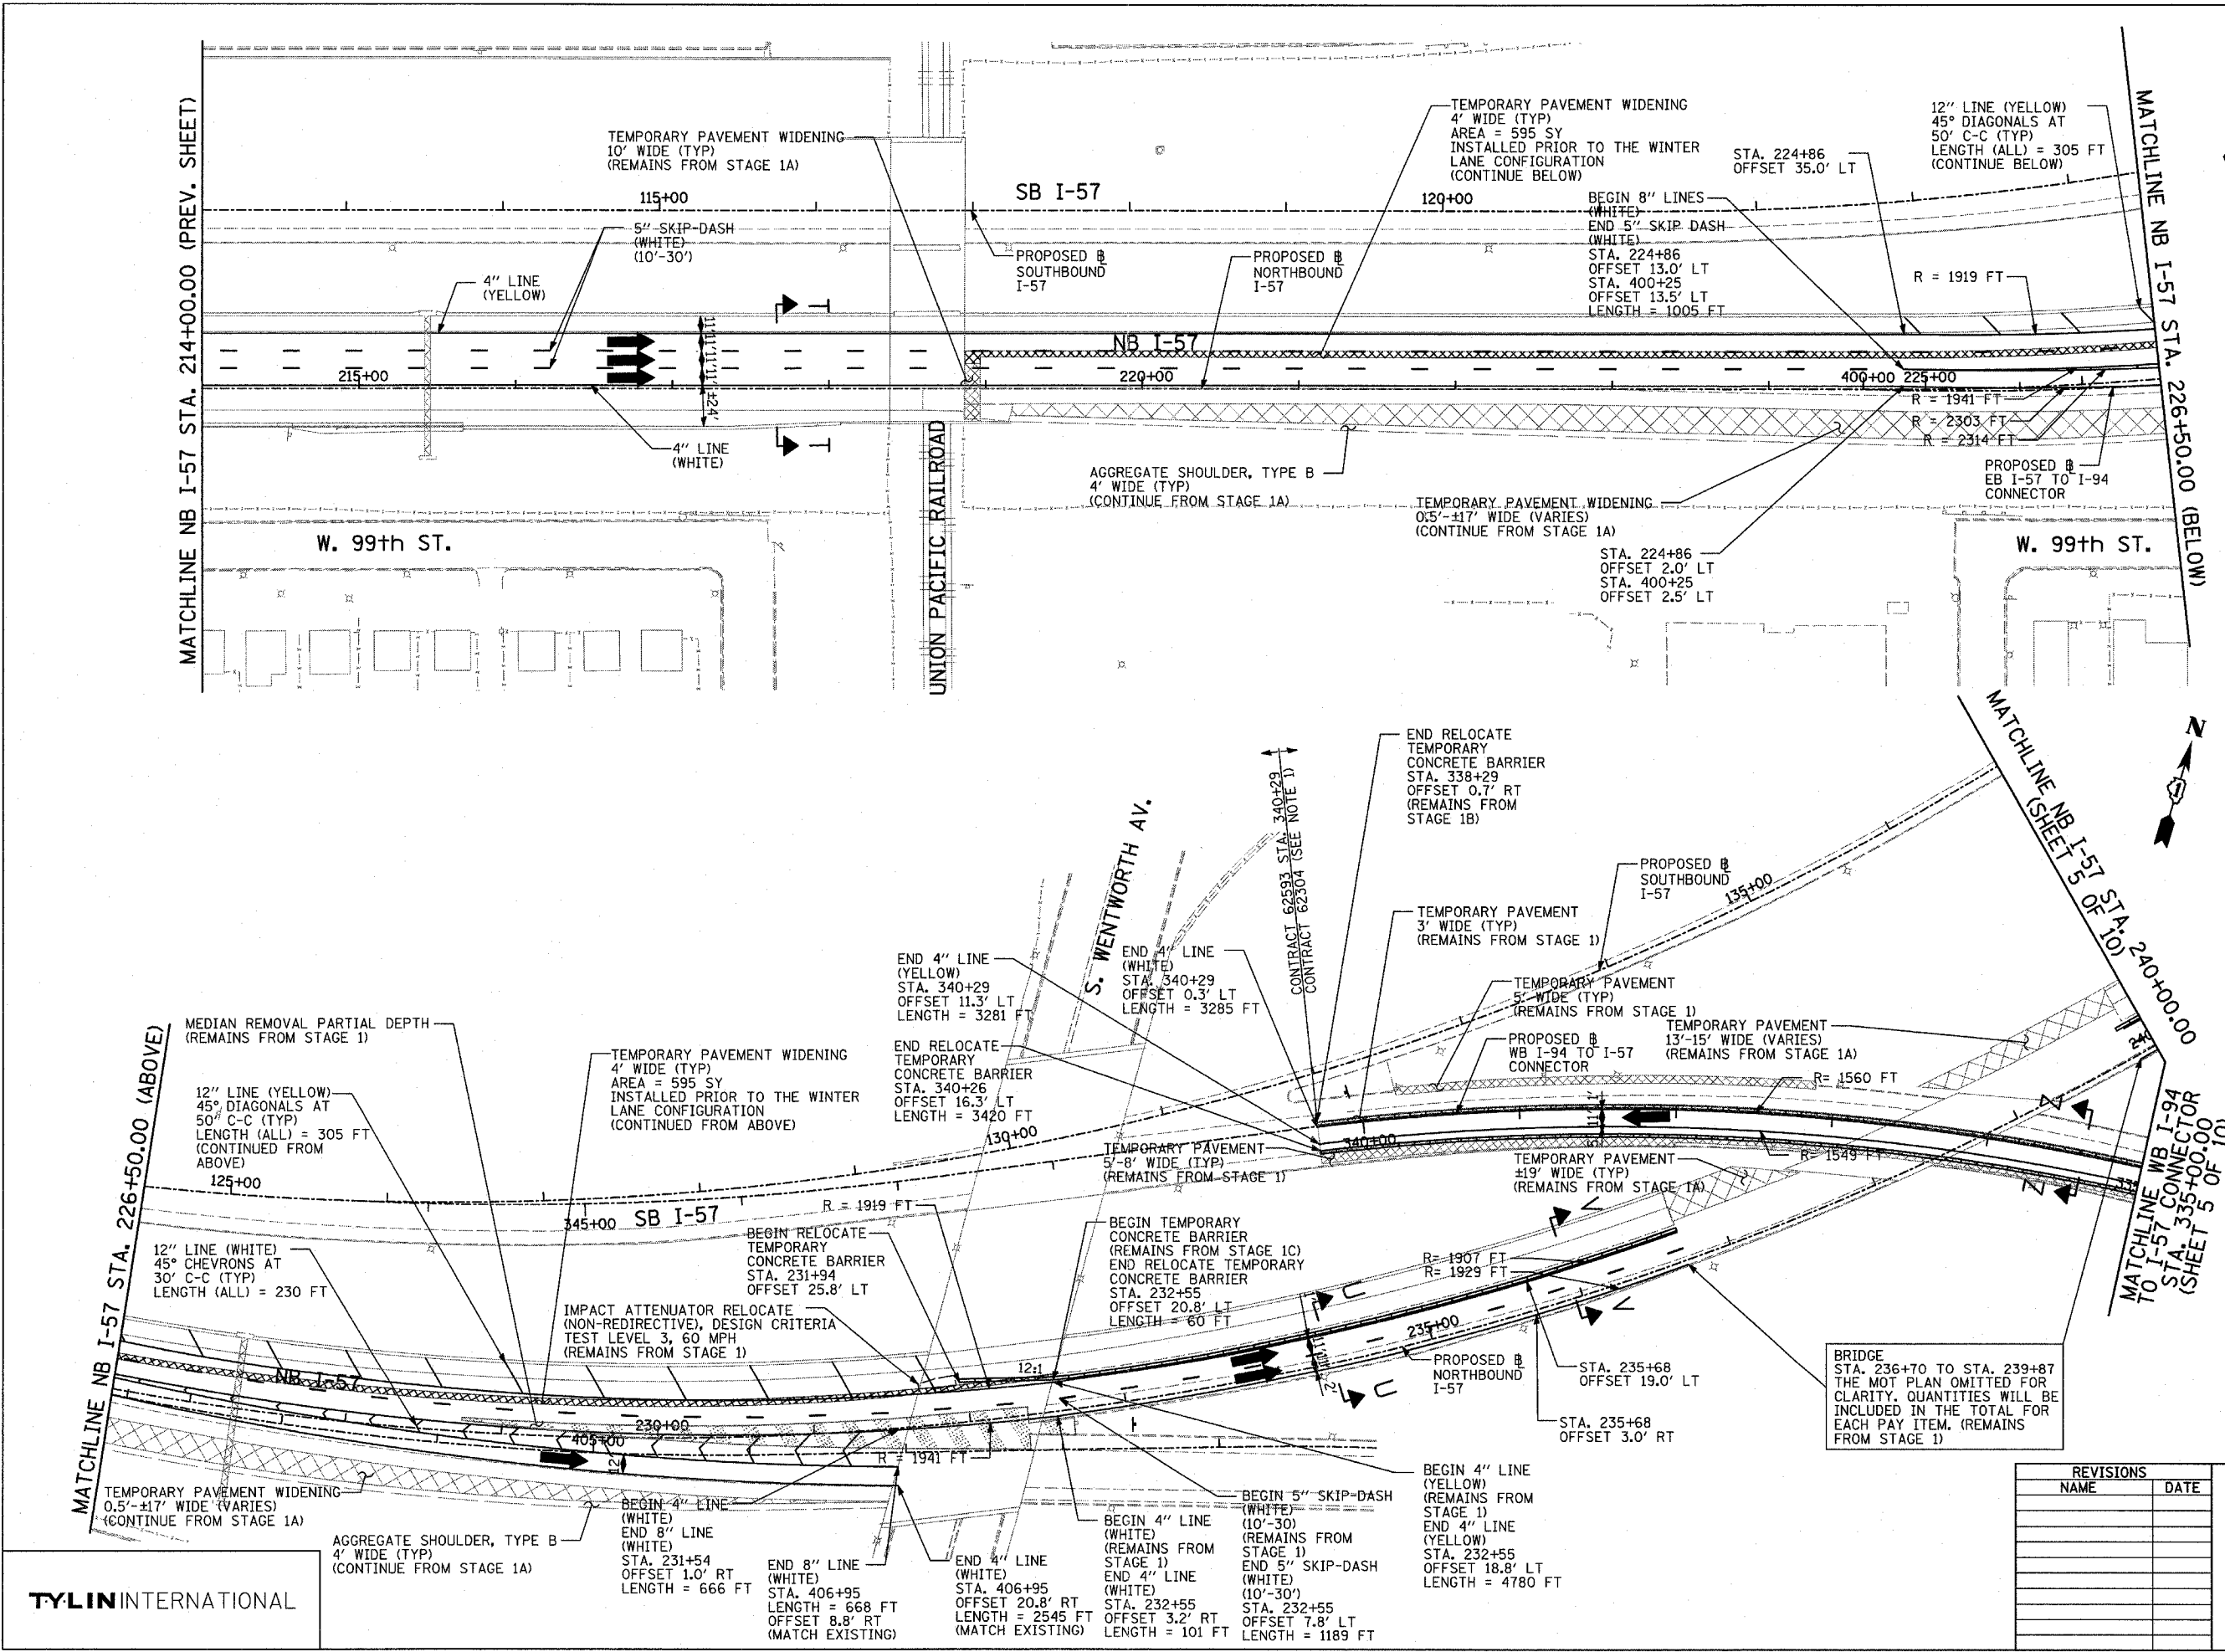 MATCHLINE NB I-57 STA. 214+00.00 (PREV. SHEET)
TEMPORARY PAVEMENT WIDENING
10' WIDE (TYP)
(REMAINS FROM STAGE 1A)
115+00
SB I-57
120+00
5" SKIP-DASH
(WHITE)
(10'-30')
4" LINE
(YELLOW)
PROPOSED ℄
SOUTHBOUND
I-57
PROPOSED ℄
NORTHBOUND
I-57
TEMPORARY PAVEMENT WIDENING
4' WIDE (TYP)
AREA = 595 SY
INSTALLED PRIOR TO THE WINTER
LANE CONFIGURATION
(CONTINUE BELOW)
BEGIN 8" LINES
(WHITE)
END 5" SKIP DASH
(WHITE)
STA. 224+86
OFFSET 13.0' LT
STA. 400+25
OFFSET 13.5' LT
LENGTH = 1005 FT
STA. 224+86
OFFSET 35.0' LT
12" LINE (YELLOW)
45° DIAGONALS AT
50' C-C (TYP)
LENGTH (ALL) = 305 FT
(CONTINUE BELOW)
R = 1919 FT
MATCHLINE NB I-57 STA. 226+50.00 (BELOW)
T
11' 11' 11' 11' ±24'
NB I-57
215+00
220+00
400+00 225+00
R = 1941 FT
R = 2303 FT
R = 2314 FT
T
4" LINE
(WHITE)
AGGREGATE SHOULDER, TYPE B
4' WIDE (TYP)
(CONTINUE FROM STAGE 1A)
TEMPORARY PAVEMENT WIDENING
0.5'-±17' WIDE (VARIES)
(CONTINUE FROM STAGE 1A)
PROPOSED ℄
EB I-57 TO I-94
CONNECTOR
STA. 224+86
OFFSET 2.0' LT
STA. 400+25
OFFSET 2.5' LT
W. 99th ST.
UNION PACIFIC RAILROAD
W. 99th ST.
MATCHLINE NB I-57 STA. 240+00.00
(SHEET 5 OF 10)
N
1
END RELOCATE
TEMPORARY
CONCRETE BARRIER
STA. 338+29
OFFSET 0.7' RT
(REMAINS FROM
STAGE 1B)
CONTRACT 62593 STA. 340+29
CONTRACT 62304 (SEE NOTE 1)
S. WENTWORTH AV.
PROPOSED ℄
SOUTHBOUND
I-57
135+00
TEMPORARY PAVEMENT
3' WIDE (TYP)
(REMAINS FROM STAGE 1)
END 4" LINE
(YELLOW)
STA. 340+29
OFFSET 11.3' LT
LENGTH = 3281 FT
END 4" LINE
(WHITE)
STA. 340+29
OFFSET 0.3' LT
LENGTH = 3285 FT
TEMPORARY PAVEMENT
5' WIDE (TYP)
(REMAINS FROM STAGE 1)
PROPOSED ℄
WB I-94 TO I-57
CONNECTOR
TEMPORARY PAVEMENT
13'-15' WIDE (VARIES)
(REMAINS FROM STAGE 1A)
R= 1560 FT
END RELOCATE
TEMPORARY
CONCRETE BARRIER
STA. 340+26
OFFSET 16.3' LT
LENGTH = 3420 FT
MATCHLINE NB I-57 STA. 226+50.00 (ABOVE)
MEDIAN REMOVAL PARTIAL DEPTH
(REMAINS FROM STAGE 1)
12" LINE (YELLOW)
45° DIAGONALS AT
50' C-C (TYP)
LENGTH (ALL) = 305 FT
(CONTINUED FROM
ABOVE)
TEMPORARY PAVEMENT WIDENING
4' WIDE (TYP)
AREA = 595 SY
INSTALLED PRIOR TO THE WINTER
LANE CONFIGURATION
(CONTINUED FROM ABOVE)
130+00
340+00
TEMPORARY PAVEMENT
5'-8' WIDE (TYP)
(REMAINS FROM STAGE 1)
TEMPORARY PAVEMENT
±19' WIDE (TYP)
(REMAINS FROM STAGE 1A)
R= 1549 FT
MATCHLINE WB I-94
TO I-57 CONNECTOR
STA. 335+00.00
(SHEET 5 OF 10)
125+00
345+00
SB I-57
R = 1919 FT
12" LINE (WHITE)
45° CHEVRONS AT
30' C-C (TYP)
LENGTH (ALL) = 230 FT
BEGIN RELOCATE
TEMPORARY
CONCRETE BARRIER
STA. 231+94
OFFSET 25.8' LT
BEGIN TEMPORARY
CONCRETE BARRIER
(REMAINS FROM STAGE 1C)
END RELOCATE TEMPORARY
CONCRETE BARRIER
STA. 232+55
OFFSET 20.8' LT
LENGTH = 60 FT
IMPACT ATTENUATOR RELOCATE
(NON-REDIRECTIVE), DESIGN CRITERIA
TEST LEVEL 3, 60 MPH
(REMAINS FROM STAGE 1)
R= 1907 FT
R= 1929 FT
V
V
U
U
Z
Z
12:1
NB I-57
235+00
PROPOSED ℄
NORTHBOUND
I-57
STA. 235+68
OFFSET 19.0' LT
STA. 235+68
OFFSET 3.0' RT
BRIDGE
STA. 236+70 TO STA. 239+87
THE MOT PLAN OMITTED FOR
CLARITY. QUANTITIES WILL BE
INCLUDED IN THE TOTAL FOR
EACH PAY ITEM. (REMAINS
FROM STAGE 1)
230+00
405+00
12'
R = 1941 FT
TEMPORARY PAVEMENT WIDENING
0.5'-±17' WIDE (VARIES)
(CONTINUE FROM STAGE 1A)
AGGREGATE SHOULDER, TYPE B
4' WIDE (TYP)
(CONTINUE FROM STAGE 1A)
BEGIN 4" LINE
(WHITE)
END 8" LINE
(WHITE)
STA. 231+54
OFFSET 1.0' RT
LENGTH = 666 FT
END 8" LINE
(WHITE)
STA. 406+95
LENGTH = 668 FT
OFFSET 8.8' RT
(MATCH EXISTING)
END 4" LINE
(WHITE)
STA. 406+95
OFFSET 20.8' RT
LENGTH = 2545 FT
(MATCH EXISTING)
BEGIN 4" LINE
(WHITE)
(REMAINS FROM
STAGE 1)
END 4" LINE
(WHITE)
STA. 232+55
OFFSET 3.2' RT
LENGTH = 101 FT
BEGIN 5" SKIP-DASH
(WHITE)
(10'-30)
(REMAINS FROM
STAGE 1)
END 5" SKIP-DASH
(WHITE)
(10'-30')
STA. 232+55
OFFSET 7.8' LT
LENGTH = 1189 FT
BEGIN 4" LINE
(YELLOW)
(REMAINS FROM
STAGE 1)
END 4" LINE
(YELLOW)
STA. 232+55
OFFSET 18.8' LT
LENGTH = 4780 FT
REVISIONS
NAME DATE
TY·LIN INTERNATIONAL